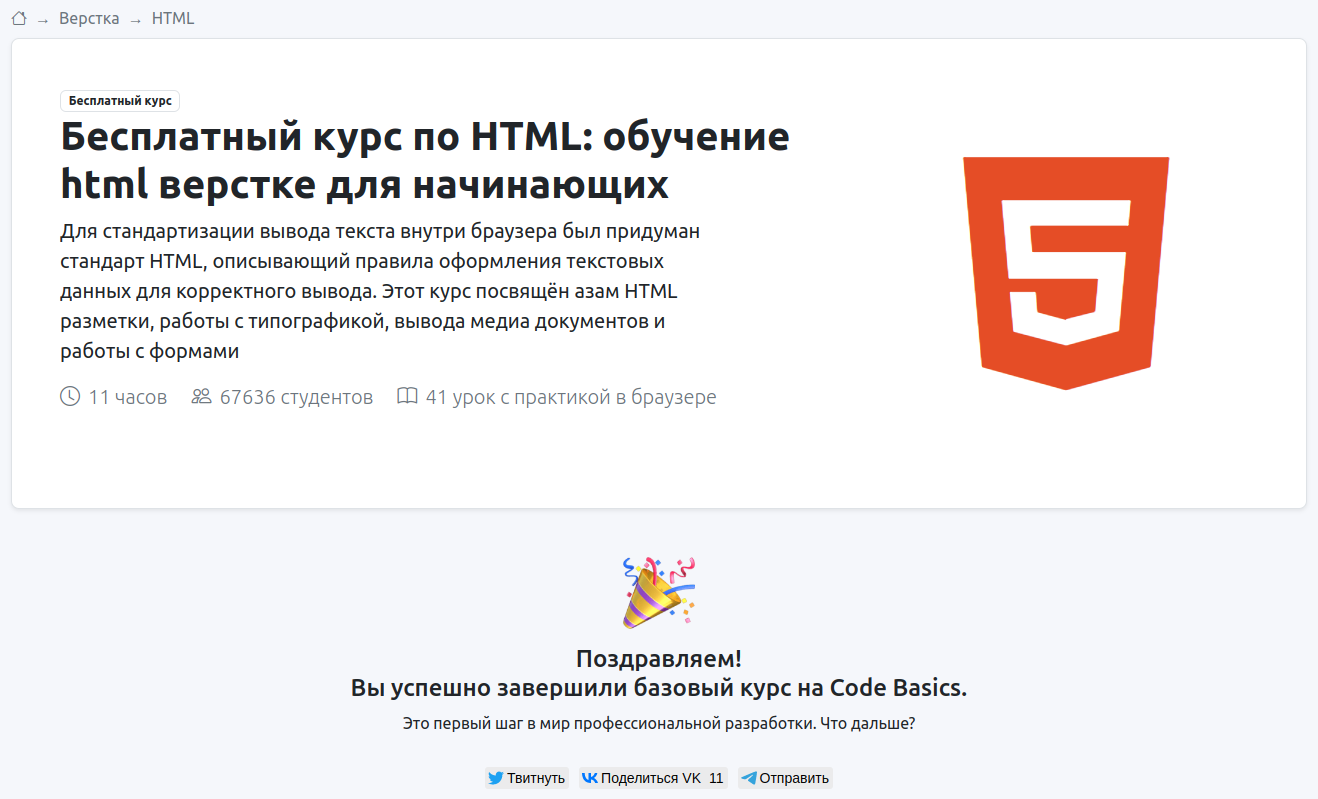 → Верстка → HTML
Бесплатный курс
Бесплатный курс по HTML: обучение
html верстке для начинающих
Для стандартизации вывода текста внутри браузера был придуман
стандарт HTML, описывающий правила оформления текстовых
данных для корректного вывода. Этот курс посвящён азам HTML
разметки, работы с типографикой, вывода медиа документов и
работы с формами
11 часов 67636 студентов 41 урок с практикой в браузере
Поздравляем!
Вы успешно завершили базовый курс на Code Basics.
Это первый шаг в мир профессиональной разработки. Что дальше?
Твитнуть Поделиться VK 11 Отправить